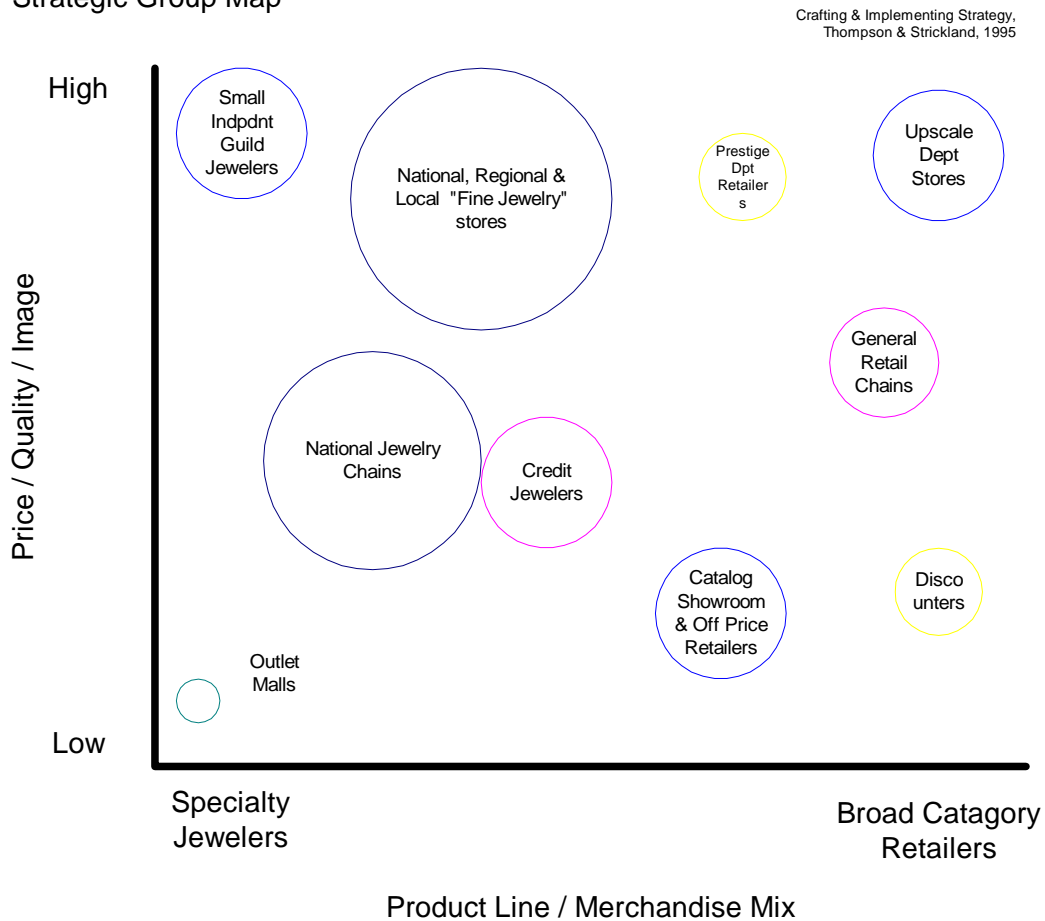 Strategic Group Map
Crafting & Implementing Strategy,
Thompson & Strickland, 1995
High
Small
Indpdnt
Guild
Jewelers
National, Regional &
Local "Fine Jewelry"
stores
Prestige
Dpt
Retailer
s
Upscale
Dept
Stores
General
Retail
Chains
Price / Quality / Image
National Jewelry
Chains
Credit
Jewelers
Catalog
Showroom
& Off Price
Retailers
Disco
unters
Outlet
Malls
Low
Specialty
Jewelers
Broad Catagory
Retailers
Product Line / Merchandise Mix